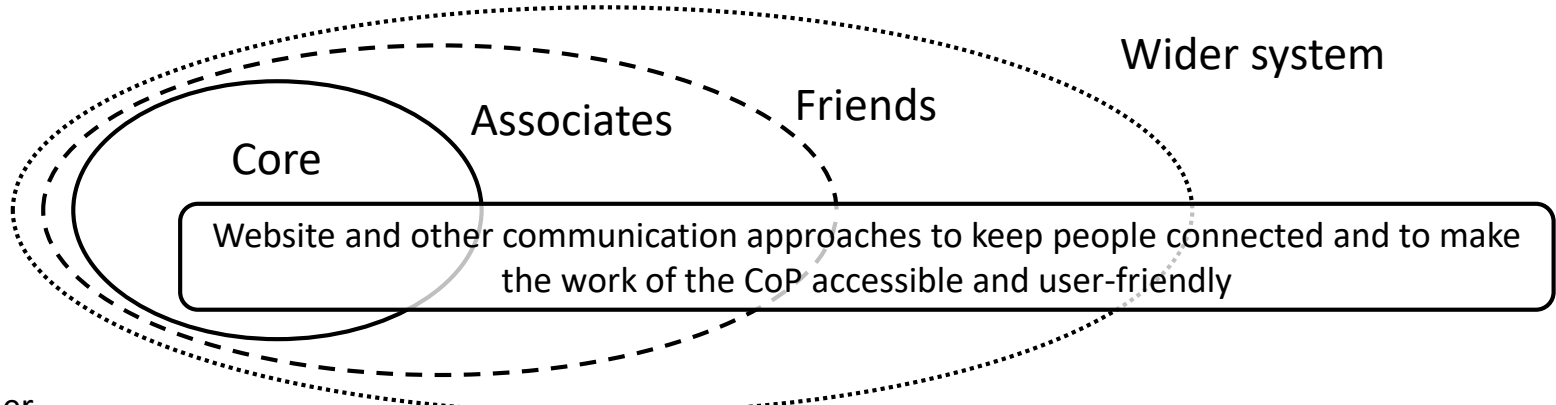 Wider system
Friends
Associates
Core
Website and other communication approaches to keep people connected and to make
the work of the CoP accessible and user-friendly
er